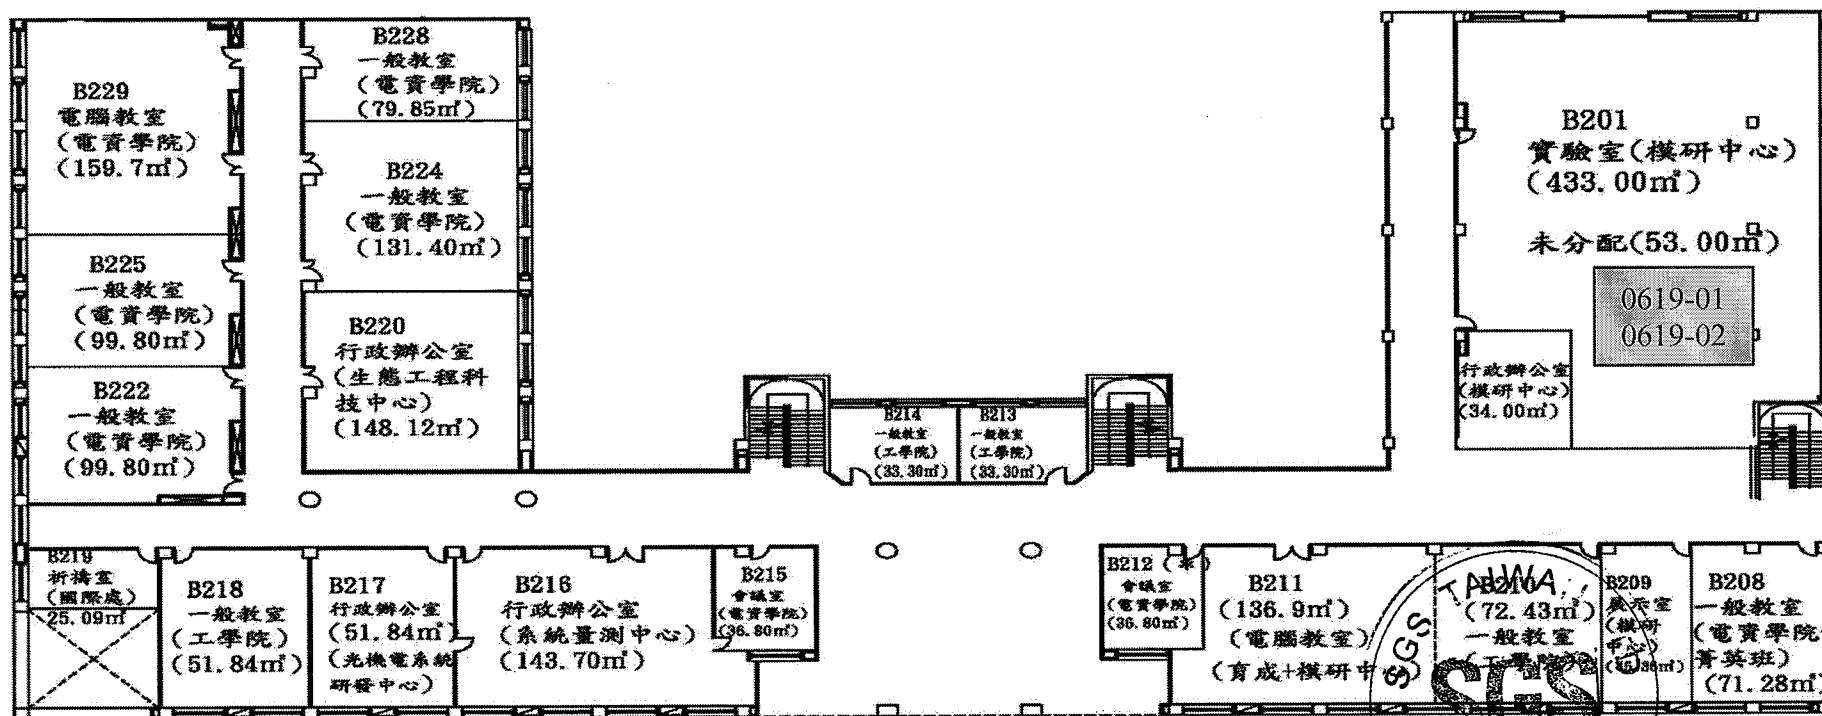 B229
電腦教室
(電資學院)
(159.7㎡)
B228
一般教室
(電資學院)
(79.85㎡)
B224
一般教室
(電資學院)
(131.40㎡)
B225
一般教室
(電資學院)
(99.80㎡)
B220
行政辦公室
(生態工程科
技中心)
(148.12㎡)
B222
一般教室
(電資學院)
(99.80㎡)
B201
實驗室(模研中心)
(433.00㎡)
未分配(53.00㎡)
0619-01
0619-02
行政辦公室
(模研中心)
(34.00㎡)
B214
一般教室
(工學院)
(33.30㎡)
B213
一般教室
(工學院)
(33.30㎡)
B219
祈禱室
(國際處)
25.09㎡)
B218
一般教室
(工學院)
(51.84㎡)
B217
行政辦公室
(51.84㎡)
(光機電系統
研發中心)
B216
行政辦公室
(系統量測中心)
(143.70㎡)
B215
會議室
(電資學院)
(36.80㎡)
B212
會議室
(電資學院)
(36.80㎡)
B211
(136.9㎡)
(電腦教室)
(育成+模研中
B210
(72.43㎡)
一般教室
B209
展示室
(模研
中心)
B208
一般教室
(電資學院
菁英班)
(71.28㎡)
SGS TAIWA
SGS